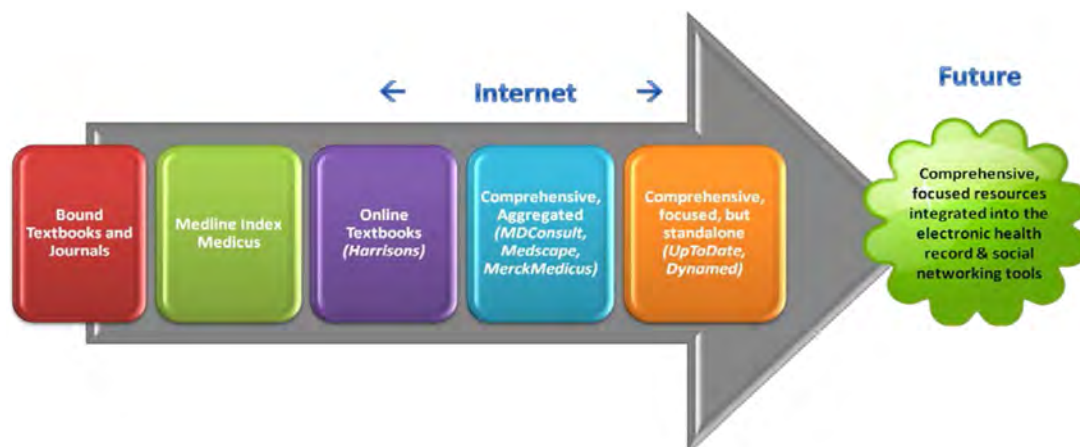 ← Internet →
Future
Bound
Textbooks and
Journals
Medline Index
Medicus
Online
Textbooks
(Harrisons)
Comprehensive,
Aggregated
(MDConsult,
Medscape,
MerckMedicus)
Comprehensive,
focused, but
standalone
(UpToDate,
Dynamed)
Comprehensive,
focused resources
integrated into the
electronic health
record & social
networking tools